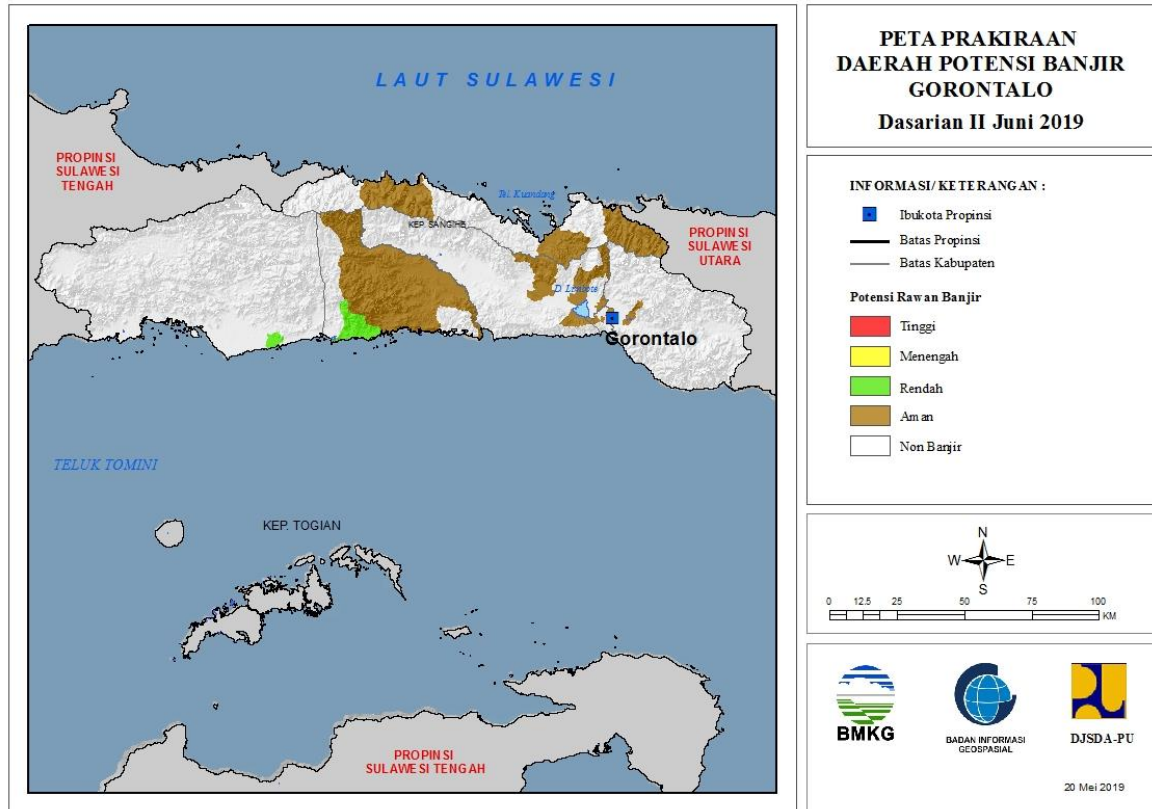 LAUT SULAWESI
PROPINSI
SULAWESI
TENGAH
Tel. Kuandang
KEP. SANGIHE
PROPINSI
SULAWESI
UTARA
D. Limboto
Gorontalo
TELUK TOMINI
KEP. TOGIAN
PROPINSI
SULAWESI TENGAH
PETA PRAKIRAAN
DAERAH POTENSI BANJIR
GORONTALO
Dasarian II Juni 2019
INFORMASI/ KETERANGAN :
Ibukota Propinsi
Batas Propinsi
Batas Kabupaten
Potensi Rawan Banjir
Tinggi
Menengah
Rendah
Aman
Non Banjir
N
W E
S
0 12.5 25 50 75 100
KM
BMKG
BADAN INFORMASI
GEOSPASIAL
DJSDA-PU
20 Mei 2019